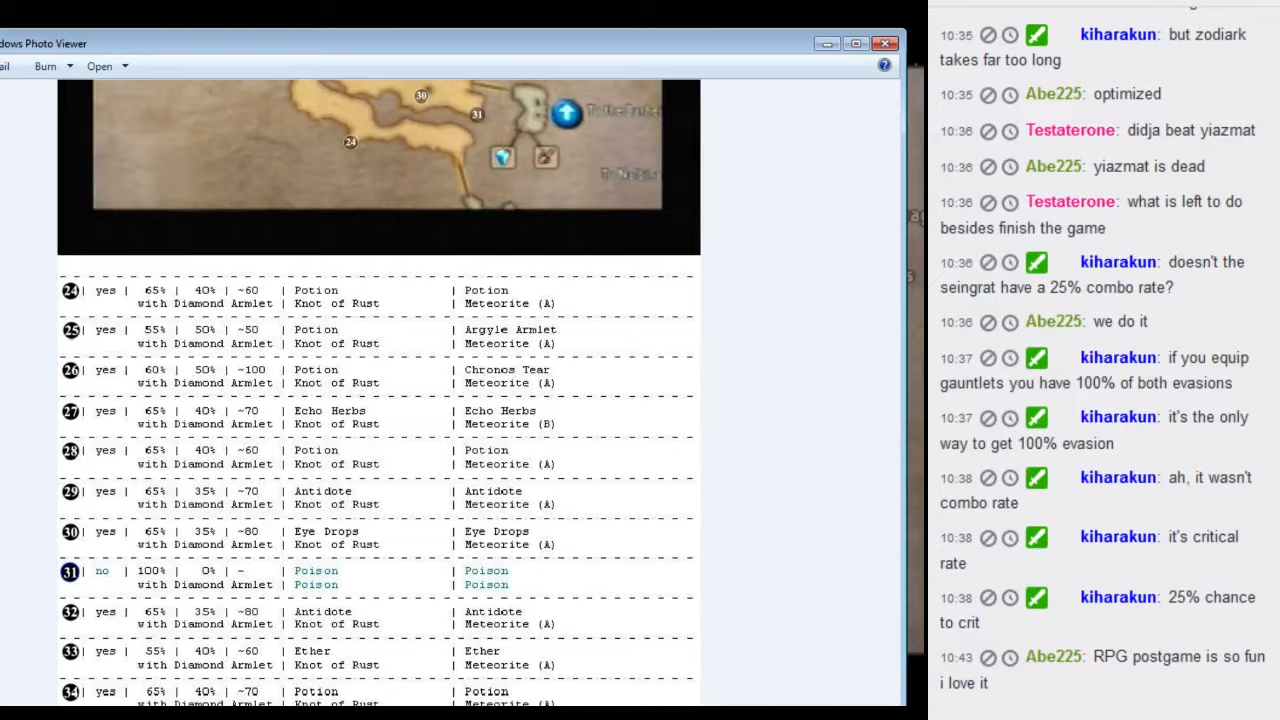 dows Photo Viewer
ail Burn Open
30
31
24
24| yes | 65% | 40% | ~60 | Potion | Potion
with Diamond Armlet | Knot of Rust | Meteorite (A)
25| yes | 55% | 50% | ~50 | Potion | Argyle Armlet
with Diamond Armlet | Knot of Rust | Meteorite (A)
26| yes | 60% | 50% | ~100 | Potion | Chronos Tear
with Diamond Armlet | Knot of Rust | Meteorite (A)
27| yes | 65% | 40% | ~70 | Echo Herbs | Echo Herbs
with Diamond Armlet | Knot of Rust | Meteorite (B)
28| yes | 65% | 40% | ~60 | Potion | Potion
with Diamond Armlet | Knot of Rust | Meteorite (A)
29| yes | 65% | 35% | ~70 | Antidote | Antidote
with Diamond Armlet | Knot of Rust | Meteorite (A)
30| yes | 65% | 35% | ~80 | Eye Drops | Eye Drops
with Diamond Armlet | Knot of Rust | Meteorite (A)
31| no | 100% | 0% | - | Poison | Poison
with Diamond Armlet | Poison | Poison
32| yes | 65% | 35% | ~80 | Antidote | Antidote
with Diamond Armlet | Knot of Rust | Meteorite (A)
33| yes | 55% | 40% | ~60 | Ether | Ether
with Diamond Armlet | Knot of Rust | Meteorite (A)
34| yes | 65% | 40% | ~70 | Potion | Potion
with Diamond Armlet | Knot of Rust | Meteorite (A)
10:35 kiharakun: but zodiark
takes far too long
10:35 Abe225: optimized
10:36 Testaterone: didja beat yiazmat
10:36 Abe225: yiazmat is dead
10:36 Testaterone: what is left to do
besides finish the game
10:36 kiharakun: doesn't the
seingrat have a 25% combo rate?
10:36 Abe225: we do it
10:37 kiharakun: if you equip
gauntlets you have 100% of both evasions
10:37 kiharakun: it's the only
way to get 100% evasion
10:38 kiharakun: ah, it wasn't
combo rate
10:38 kiharakun: it's critical
rate
10:38 kiharakun: 25% chance
to crit
10:43 Abe225: RPG postgame is so fun
i love it